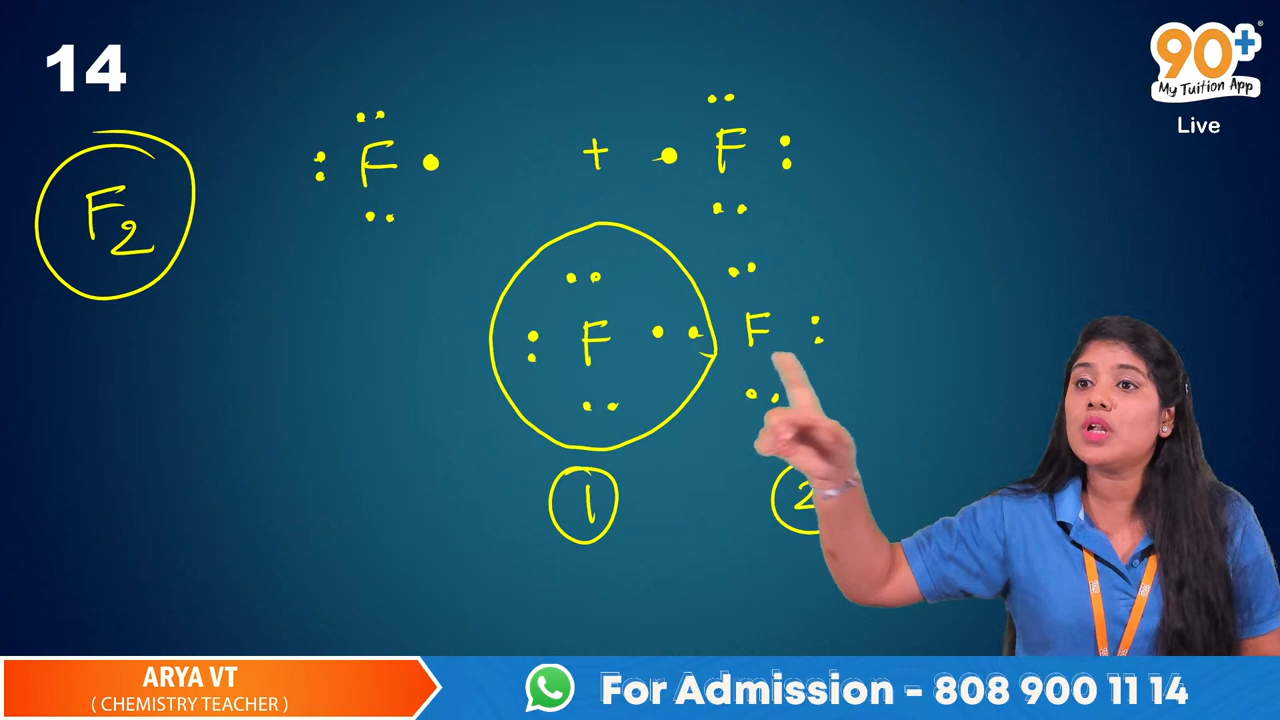 14
90+
My Tuition App
Live
F₂
F + F
F F
1 2
ARYA VT
( CHEMISTRY TEACHER )
For Admission - 808 900 11 14